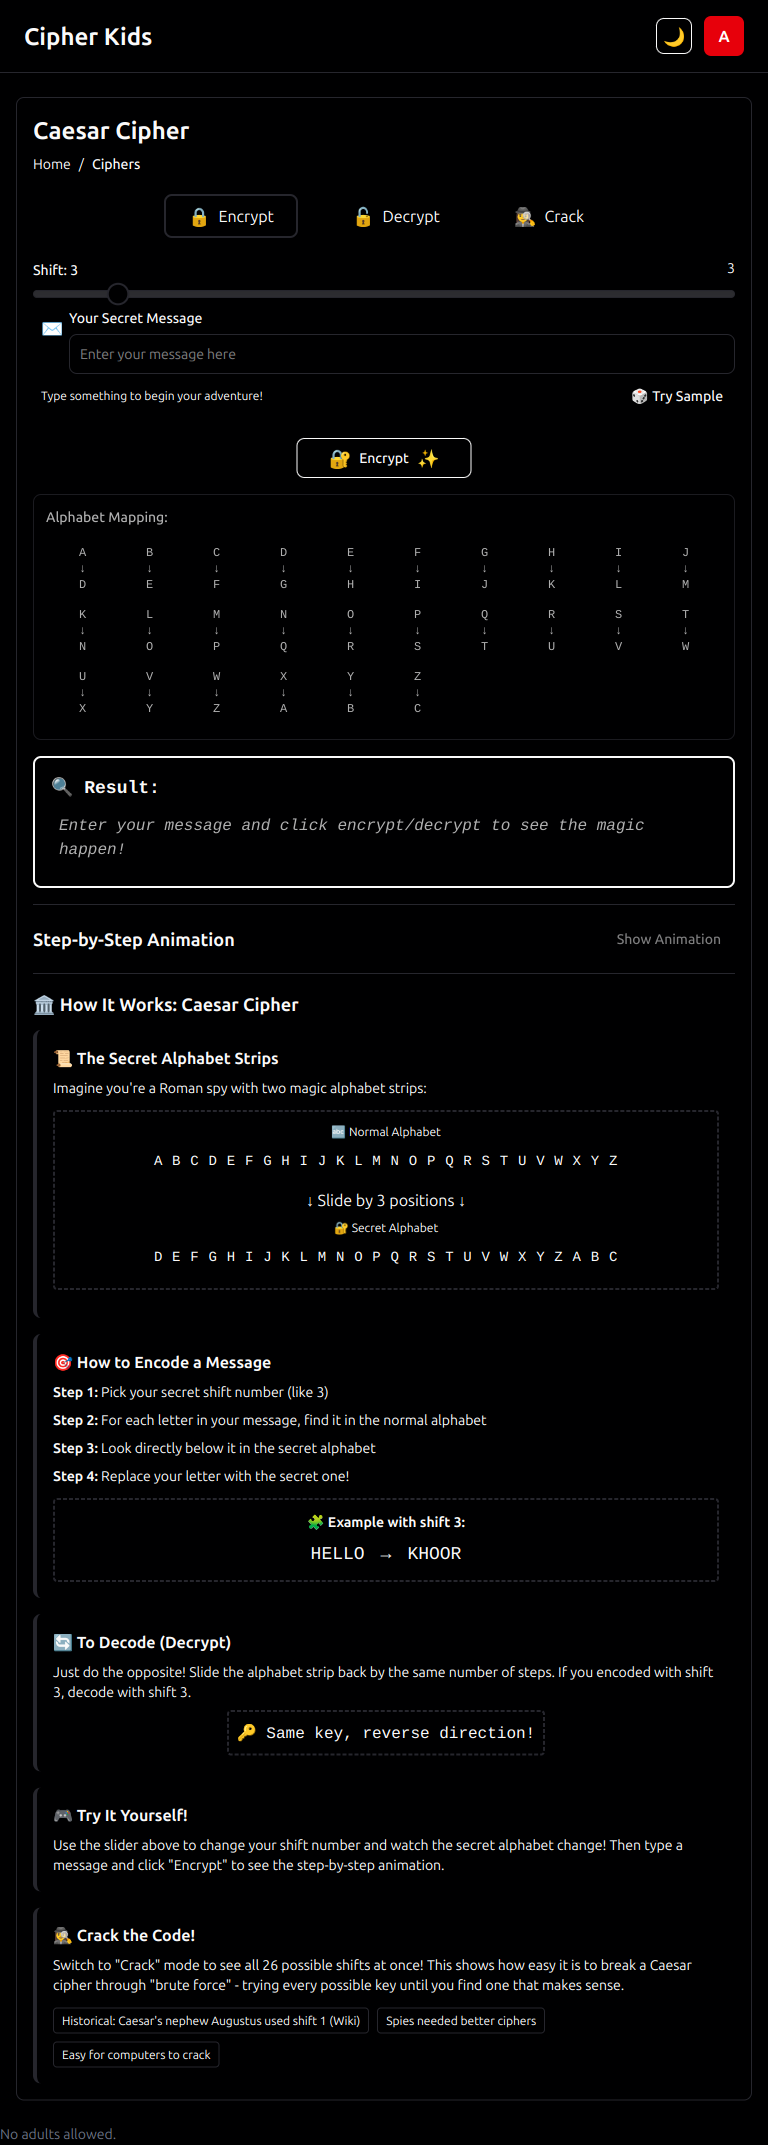 Cipher Kids
🌙 A
Caesar Cipher
Home / Ciphers
🔒 Encrypt 🔓 Decrypt 🕵️ Crack
Shift: 3 3
✉️ Your Secret Message
Enter your message here
Type something to begin your adventure! 🎲 Try Sample
🔐 Encrypt ✨
Alphabet Mapping:
A B C D E F G H I J
↓ ↓ ↓ ↓ ↓ ↓ ↓ ↓ ↓ ↓
D E F G H I J K L M
K L M N O P Q R S T
↓ ↓ ↓ ↓ ↓ ↓ ↓ ↓ ↓ ↓
N O P Q R S T U V W
U V W X Y Z
↓ ↓ ↓ ↓ ↓ ↓
X Y Z A B C
🔍 Result:
Enter your message and click encrypt/decrypt to see the magic
happen!
Step-by-Step Animation Show Animation
🏛️ How It Works: Caesar Cipher
📜 The Secret Alphabet Strips
Imagine you're a Roman spy with two magic alphabet strips:
🔤 Normal Alphabet
A B C D E F G H I J K L M N O P Q R S T U V W X Y Z
↓ Slide by 3 positions ↓
🔐 Secret Alphabet
D E F G H I J K L M N O P Q R S T U V W X Y Z A B C
🎯 How to Encode a Message
Step 1: Pick your secret shift number (like 3)
Step 2: For each letter in your message, find it in the normal alphabet
Step 3: Look directly below it in the secret alphabet
Step 4: Replace your letter with the secret one!
🧩 Example with shift 3:
HELLO → KHOOR
🔄 To Decode (Decrypt)
Just do the opposite! Slide the alphabet strip back by the same number of steps. If you encoded with shift
3, decode with shift 3.
🔑 Same key, reverse direction!
🎮 Try It Yourself!
Use the slider above to change your shift number and watch the secret alphabet change! Then type a
message and click "Encrypt" to see the step-by-step animation.
🕵️ Crack the Code!
Switch to "Crack" mode to see all 26 possible shifts at once! This shows how easy it is to break a Caesar
cipher through "brute force" - trying every possible key until you find one that makes sense.
Historical: Caesar's nephew Augustus used shift 1 (Wiki) Spies needed better ciphers
Easy for computers to crack
No adults allowed.